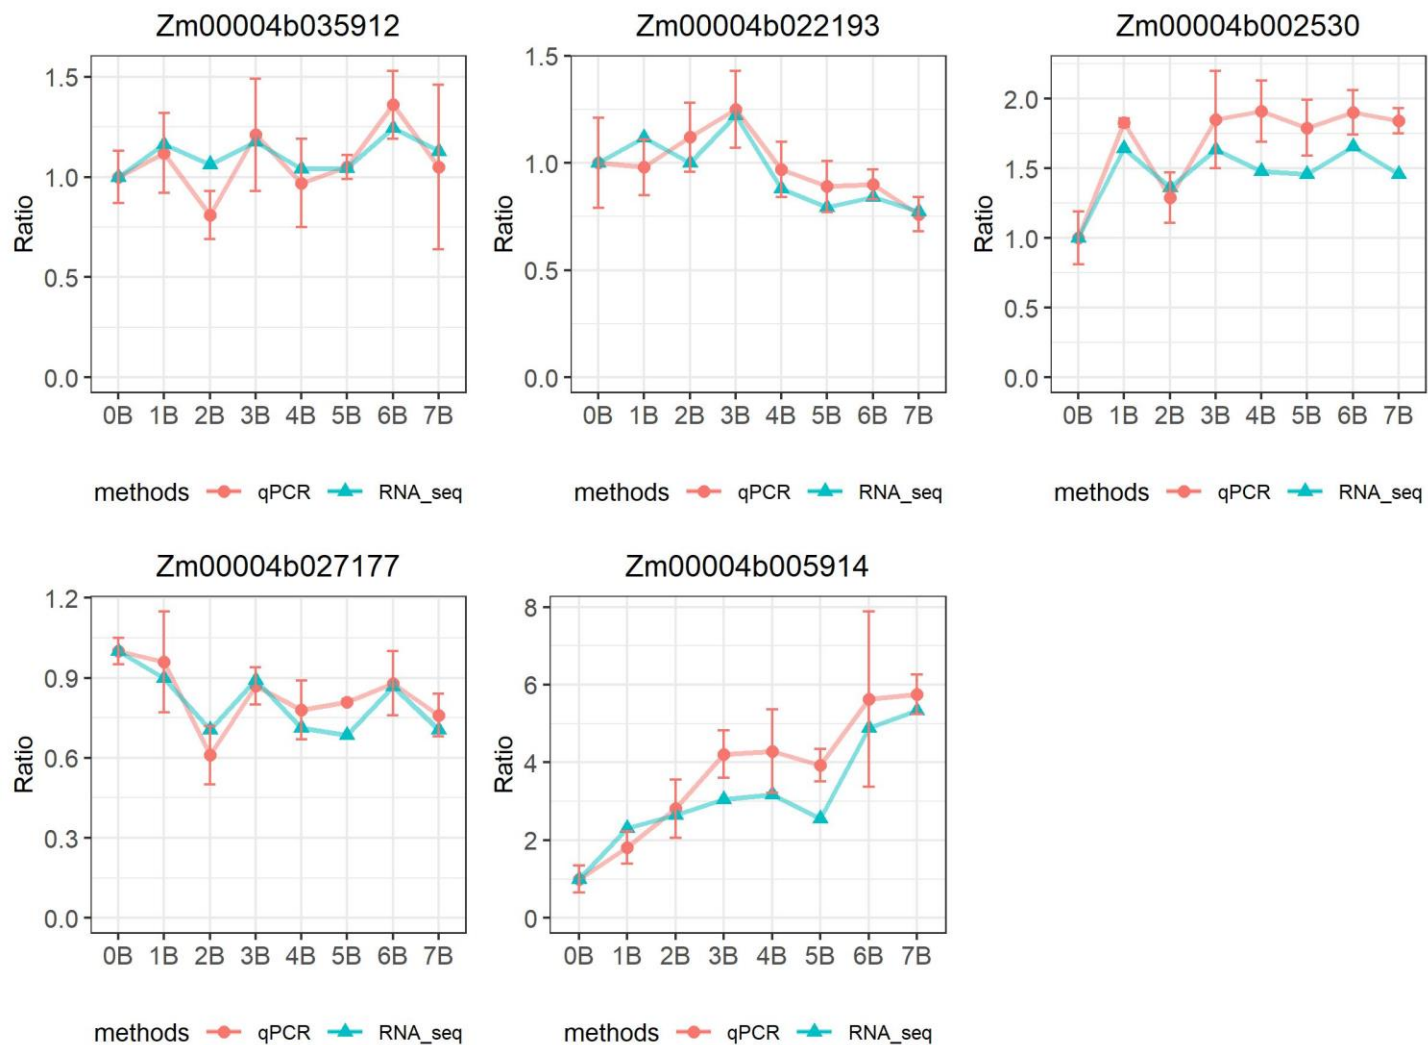 Zm00004b035912
Ratio
1.5
1.0
0.5
0.0
0B 1B 2B 3B 4B 5B 6B 7B
methods qPCR RNA_seq
Zm00004b022193
Ratio
1.5
1.0
0.5
0.0
0B 1B 2B 3B 4B 5B 6B 7B
methods qPCR RNA_seq
Zm00004b002530
Ratio
2.0
1.5
1.0
0.5
0.0
0B 1B 2B 3B 4B 5B 6B 7B
methods qPCR RNA_seq
Zm00004b027177
Ratio
1.2
0.9
0.6
0.3
0.0
0B 1B 2B 3B 4B 5B 6B 7B
methods qPCR RNA_seq
Zm00004b005914
Ratio
8
6
4
2
0
0B 1B 2B 3B 4B 5B 6B 7B
methods qPCR RNA_seq